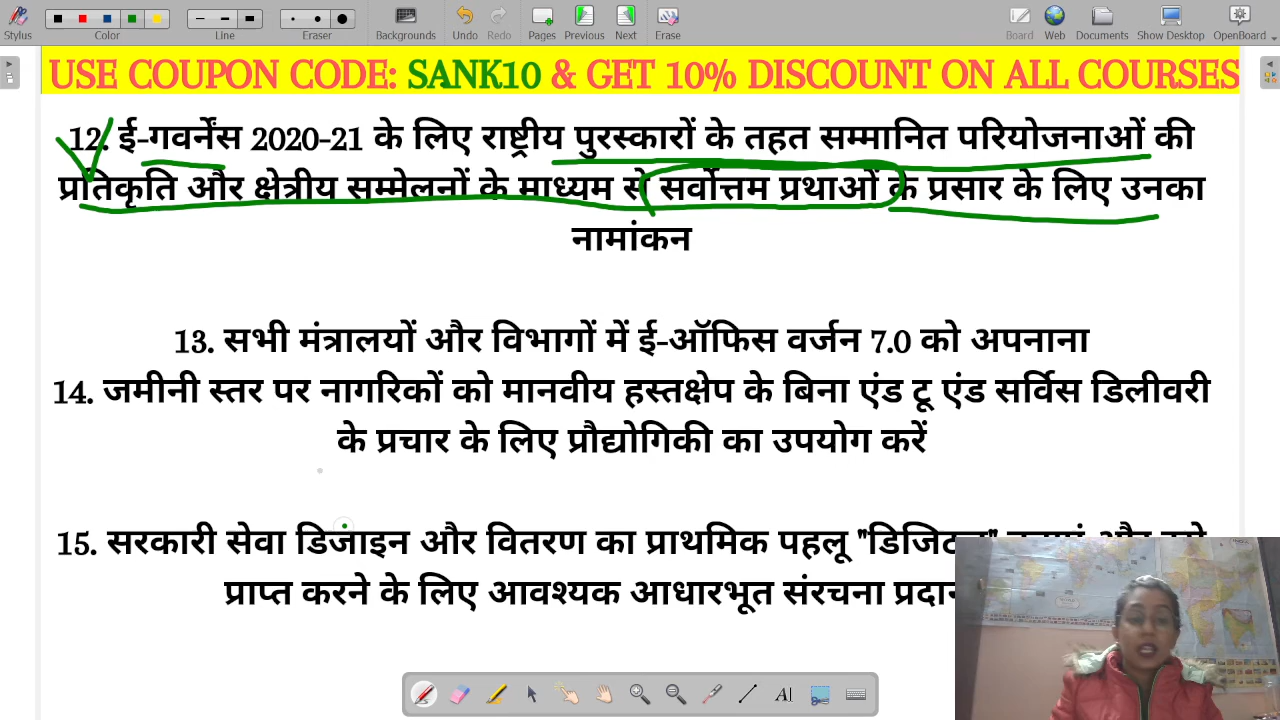 Stylus
Color
Line
Eraser
Backgrounds
Undo
Redo
Pages
Previous
Next
Erase
Board
Web
Documents
Show Desktop
OpenBoard
USE COUPON CODE: SANK10 & GET 10% DISCOUNT ON ALL COURSES
12. ई-गवर्नेंस 2020-21 के लिए राष्ट्रीय पुरस्कारों के तहत सम्मानित परियोजनाओं की
प्रतिकृति और क्षेत्रीय सम्मेलनों के माध्यम से सर्वोत्तम प्रथाओं के प्रसार के लिए उनका
नामांकन
13. सभी मंत्रालयों और विभागों में ई-ऑफिस वर्जन 7.0 को अपनाना
14. जमीनी स्तर पर नागरिकों को मानवीय हस्तक्षेप के बिना एंड टू एंड सर्विस डिलीवरी
के प्रचार के लिए प्रौद्योगिकी का उपयोग करें
15. सरकारी सेवा डिजाइन और वितरण का प्राथमिक पहलू "डिजिटल" और
प्राप्त करने के लिए आवश्यक आधारभूत संरचना